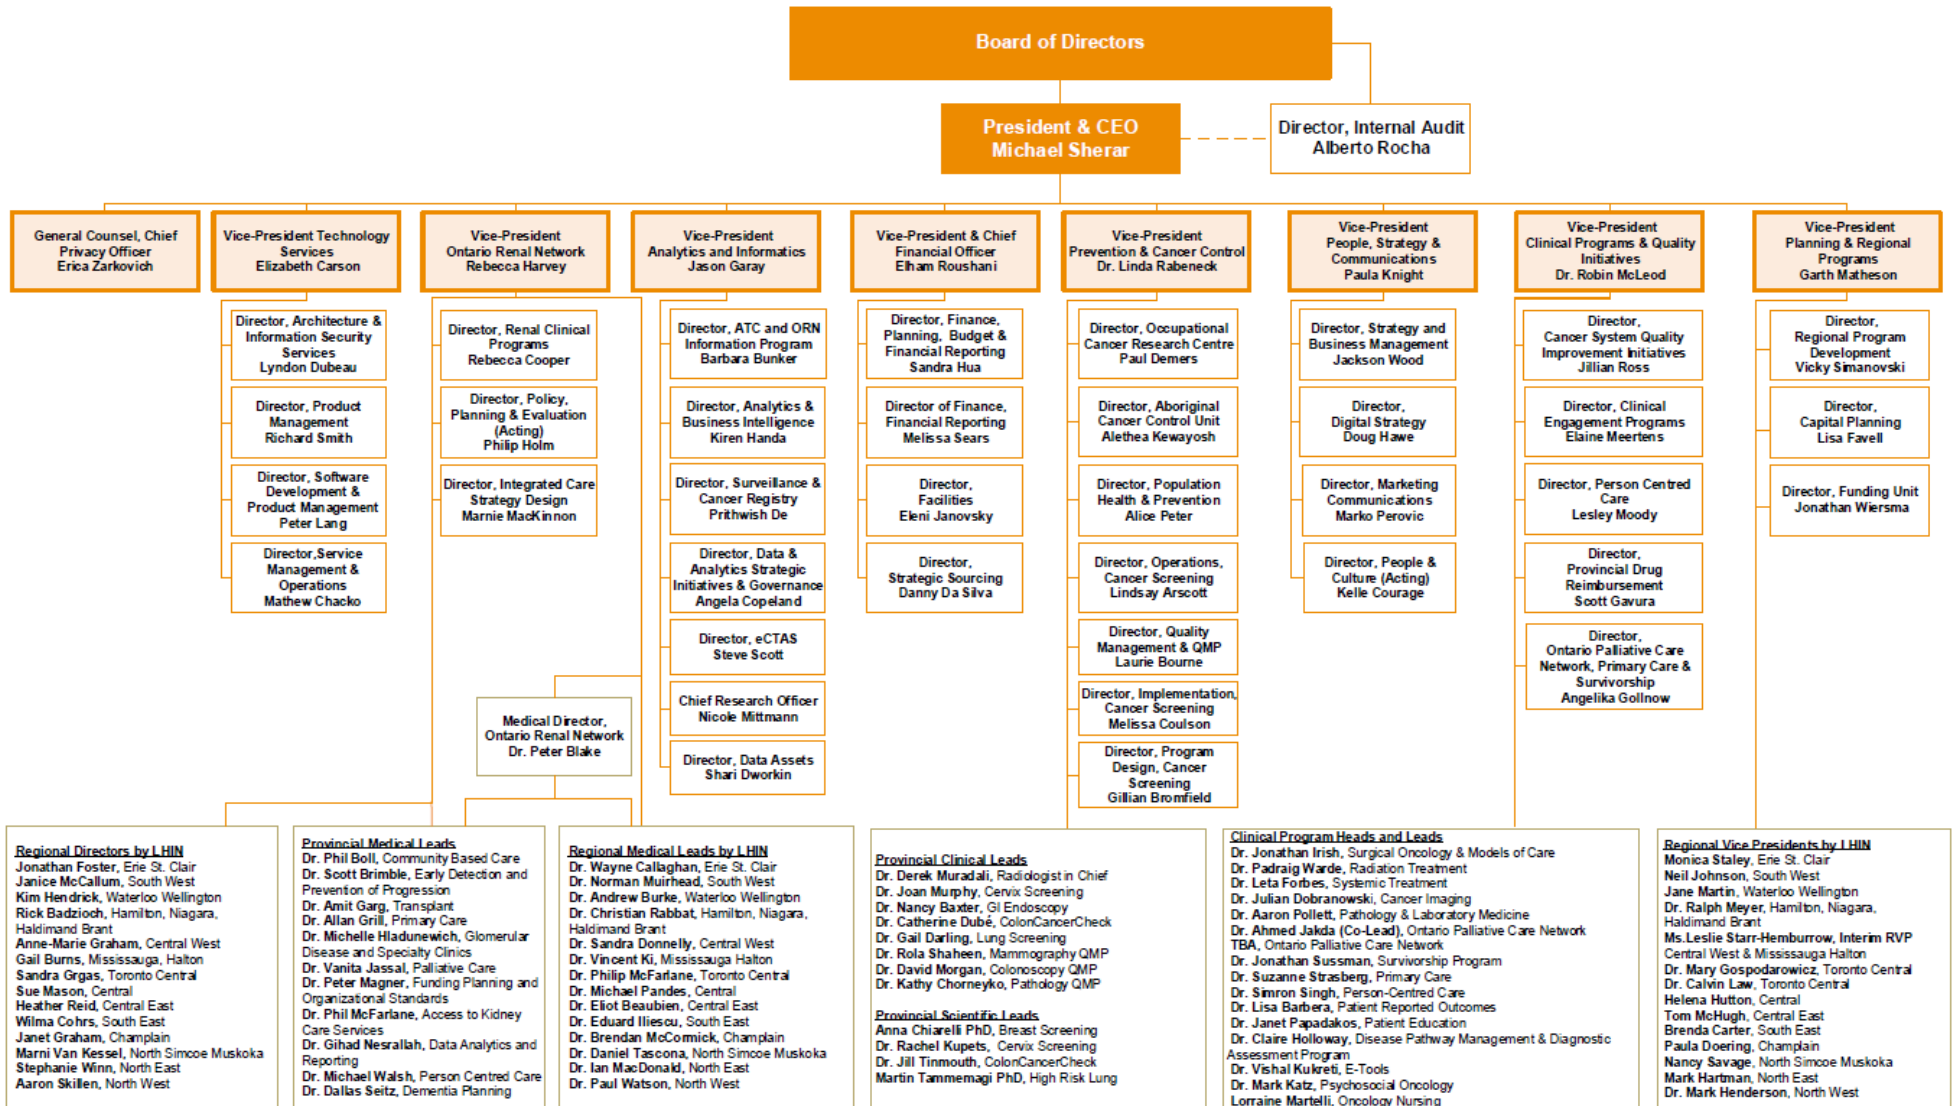 Board of Directors
President & CEO
Michael Sherar
Director, Internal Audit
Alberto Rocha
General Counsel, Chief
Privacy Officer
Erica Zarkovich
Vice-President Technology
Services
Elizabeth Carson
Vice-President
Ontario Renal Network
Rebecca Harvey
Vice-President
Analytics and Informatics
Jason Garay
Vice-President & Chief
Financial Officer
Elham Roushani
Vice-President
Prevention & Cancer Control
Dr. Linda Rabeneck
Vice-President
People, Strategy &
Communications
Paula Knight
Vice-President
Clinical Programs & Quality
Initiatives
Dr. Robin McLeod
Vice-President
Planning & Regional
Programs
Garth Matheson
Director, Architecture &
Information Security
Services
Lyndon Dubeau
Director, Product
Management
Richard Smith
Director, Software
Development &
Product Management
Peter Lang
Director,Service
Management &
Operations
Mathew Chacko
Director, Renal Clinical
Programs
Rebecca Cooper
Director, Policy,
Planning & Evaluation
(Acting)
Philip Holm
Director, Integrated Care
Strategy Design
Marnie MacKinnon
Medical Director,
Ontario Renal Network
Dr. Peter Blake
Director, ATC and ORN
Information Program
Barbara Bunker
Director, Analytics &
Business Intelligence
Kiren Handa
Director, Surveillance &
Cancer Registry
Prithwish De
Director, Data &
Analytics Strategic
Initiatives & Governance
Angela Copeland
Director, eCTAS
Steve Scott
Chief Research Officer
Nicole Mittmann
Director, Data Assets
Shari Dworkin
Director, Finance,
Planning, Budget &
Financial Reporting
Sandra Hua
Director of Finance,
Financial Reporting
Melissa Sears
Director,
Facilities
Eleni Janovsky
Director,
Strategic Sourcing
Danny Da Silva
Director, Occupational
Cancer Research Centre
Paul Demers
Director, Aboriginal
Cancer Control Unit
Alethea Kewayosh
Director, Population
Health & Prevention
Alice Peter
Director, Operations,
Cancer Screening
Lindsay Arscott
Director, Quality
Management & QMP
Laurie Bourne
Director, Implementation,
Cancer Screening
Melissa Coulson
Director, Program
Design, Cancer
Screening
Gillian Bromfield
Director, Strategy and
Business Management
Jackson Wood
Director,
Digital Strategy
Doug Hawe
Director, Marketing
Communications
Marko Perovic
Director, People &
Culture (Acting)
Kelle Courage
Director,
Cancer System Quality
Improvement Initiatives
Jillian Ross
Director, Clinical
Engagement Programs
Elaine Meertens
Director, Person Centred
Care
Lesley Moody
Director,
Provincial Drug
Reimbursement
Scott Gavura
Director,
Ontario Palliative Care
Network, Primary Care &
Survivorship
Angelika Gollnow
Director,
Regional Program
Development
Vicky Simanovski
Director,
Capital Planning
Lisa Favell
Director, Funding Unit
Jonathan Wiersma
Regional Directors by LHIN
Jonathan Foster, Erie St. Clair
Janice McCallum, South West
Kim Hendrick, Waterloo Wellington
Rick Badzioch, Hamilton, Niagara,
Haldimand Brant
Anne-Marie Graham, Central West
Gail Burns, Mississauga, Halton
Sandra Grgas, Toronto Central
Sue Mason, Central
Heather Reid, Central East
Wilma Cohrs, South East
Janet Graham, Champlain
Marni Van Kessel, North Simcoe Muskoka
Stephanie Winn, North East
Aaron Skillen, North West
Provincial Medical Leads
Dr. Phil Boll, Community Based Care
Dr. Scott Brimble, Early Detection and
Prevention of Progression
Dr. Amit Garg, Transplant
Dr. Allan Grill, Primary Care
Dr. Michelle Hladunewich, Glomerular
Disease and Specialty Clinics
Dr. Vanita Jassal, Palliative Care
Dr. Peter Magner, Funding Planning and
Organizational Standards
Dr. Phil McFarlane, Access to Kidney
Care Services
Dr. Gihad Nesrallah, Data Analytics and
Reporting
Dr. Michael Walsh, Person Centred Care
Dr. Dallas Seitz, Dementia Planning
Regional Medical Leads by LHIN
Dr. Wayne Callaghan, Erie St. Clair
Dr. Norman Muirhead, South West
Dr. Andrew Burke, Waterloo Wellington
Dr. Christian Rabbat, Hamilton, Niagara,
Haldimand Brant
Dr. Sandra Donnelly, Central West
Dr. Vincent Ki, Mississauga Halton
Dr. Philip McFarlane, Toronto Central
Dr. Michael Pandes, Central
Dr. Eliot Beaubien, Central East
Dr. Eduard Iliescu, South East
Dr. Brendan McCormick, Champlain
Dr. Daniel Tascona, North Simcoe Muskoka
Dr. Ian MacDonald, North East
Dr. Paul Watson, North West
Provincial Clinical Leads
Dr. Derek Muradali, Radiologist in Chief
Dr. Joan Murphy, Cervix Screening
Dr. Nancy Baxter, GI Endoscopy
Dr. Catherine Dubé, ColonCancerCheck
Dr. Gail Darling, Lung Screening
Dr. Rola Shaheen, Mammography QMP
Dr. David Morgan, Colonoscopy QMP
Dr. Kathy Chorneyko, Pathology QMP
Provincial Scientific Leads
Anna Chiarelli PhD, Breast Screening
Dr. Rachel Kupets, Cervix Screening
Dr. Jill Tinmouth, ColonCancerCheck
Martin Tammemagi PhD, High Risk Lung
Clinical Program Heads and Leads
Dr. Jonathan Irish, Surgical Oncology & Models of Care
Dr. Padraig Warde, Radiation Treatment
Dr. Leta Forbes, Systemic Treatment
Dr. Julian Dobranowski, Cancer Imaging
Dr. Aaron Pollett, Pathology & Laboratory Medicine
Dr. Ahmed Jakda (Co-Lead), Ontario Palliative Care Network
TBA, Ontario Palliative Care Network
Dr. Jonathan Sussman, Survivorship Program
Dr. Suzanne Strasberg, Primary Care
Dr. Simron Singh, Person-Centred Care
Dr. Lisa Barbera, Patient Reported Outcomes
Dr. Janet Papadakos, Patient Education
Dr. Claire Holloway, Disease Pathway Management & Diagnostic
Assessment Program
Dr. Vishal Kukreti, E-Tools
Dr. Mark Katz, Psychosocial Oncology
Lorraine Martelli, Oncology Nursing
Regional Vice Presidents by LHIN
Monica Staley, Erie St. Clair
Neil Johnson, South West
Jane Martin, Waterloo Wellington
Dr. Ralph Meyer, Hamilton, Niagara,
Haldimand Brant
Ms.Leslie Starr-Hemburrow, Interim RVP
Central West & Mississauga Halton
Dr. Mary Gospodarowicz, Toronto Central
Dr. Calvin Law, Toronto Central
Helena Hutton, Central
Tom McHugh, Central East
Brenda Carter, South East
Paula Doering, Champlain
Nancy Savage, North Simcoe Muskoka
Mark Hartman, North East
Dr. Mark Henderson, North West